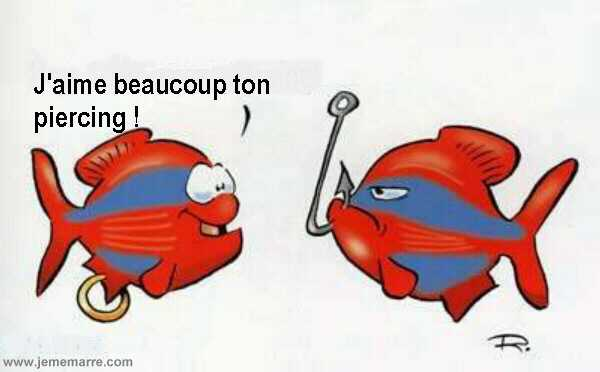 J'aime beaucoup ton
piercing !
R.
www.jememarre.com